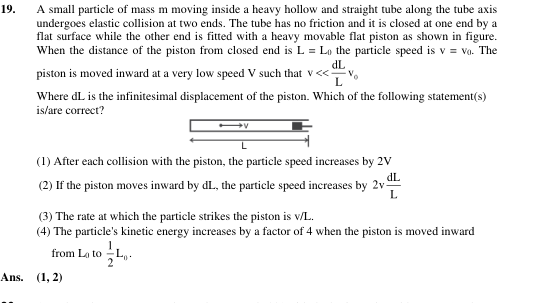 19. A small particle of mass m moving inside a heavy hollow and straight tube along the tube axis
undergoes elastic collision at two ends. The tube has no friction and it is closed at one end by a
flat surface while the other end is fitted with a heavy movable flat piston as shown in figure.
When the distance of the piston from closed end is L = L₀ the particle speed is v = v₀. The
piston is moved inward at a very low speed V such that v << dL/L v₀
Where dL is the infinitesimal displacement of the piston. Which of the following statement(s)
is/are correct?
v
L
(1) After each collision with the piston, the particle speed increases by 2V
(2) If the piston moves inward by dL, the particle speed increases by 2v dL/L
(3) The rate at which the particle strikes the piston is v/L.
(4) The particle's kinetic energy increases by a factor of 4 when the piston is moved inward
from L₀ to 1/2 L₀.
Ans. (1, 2)